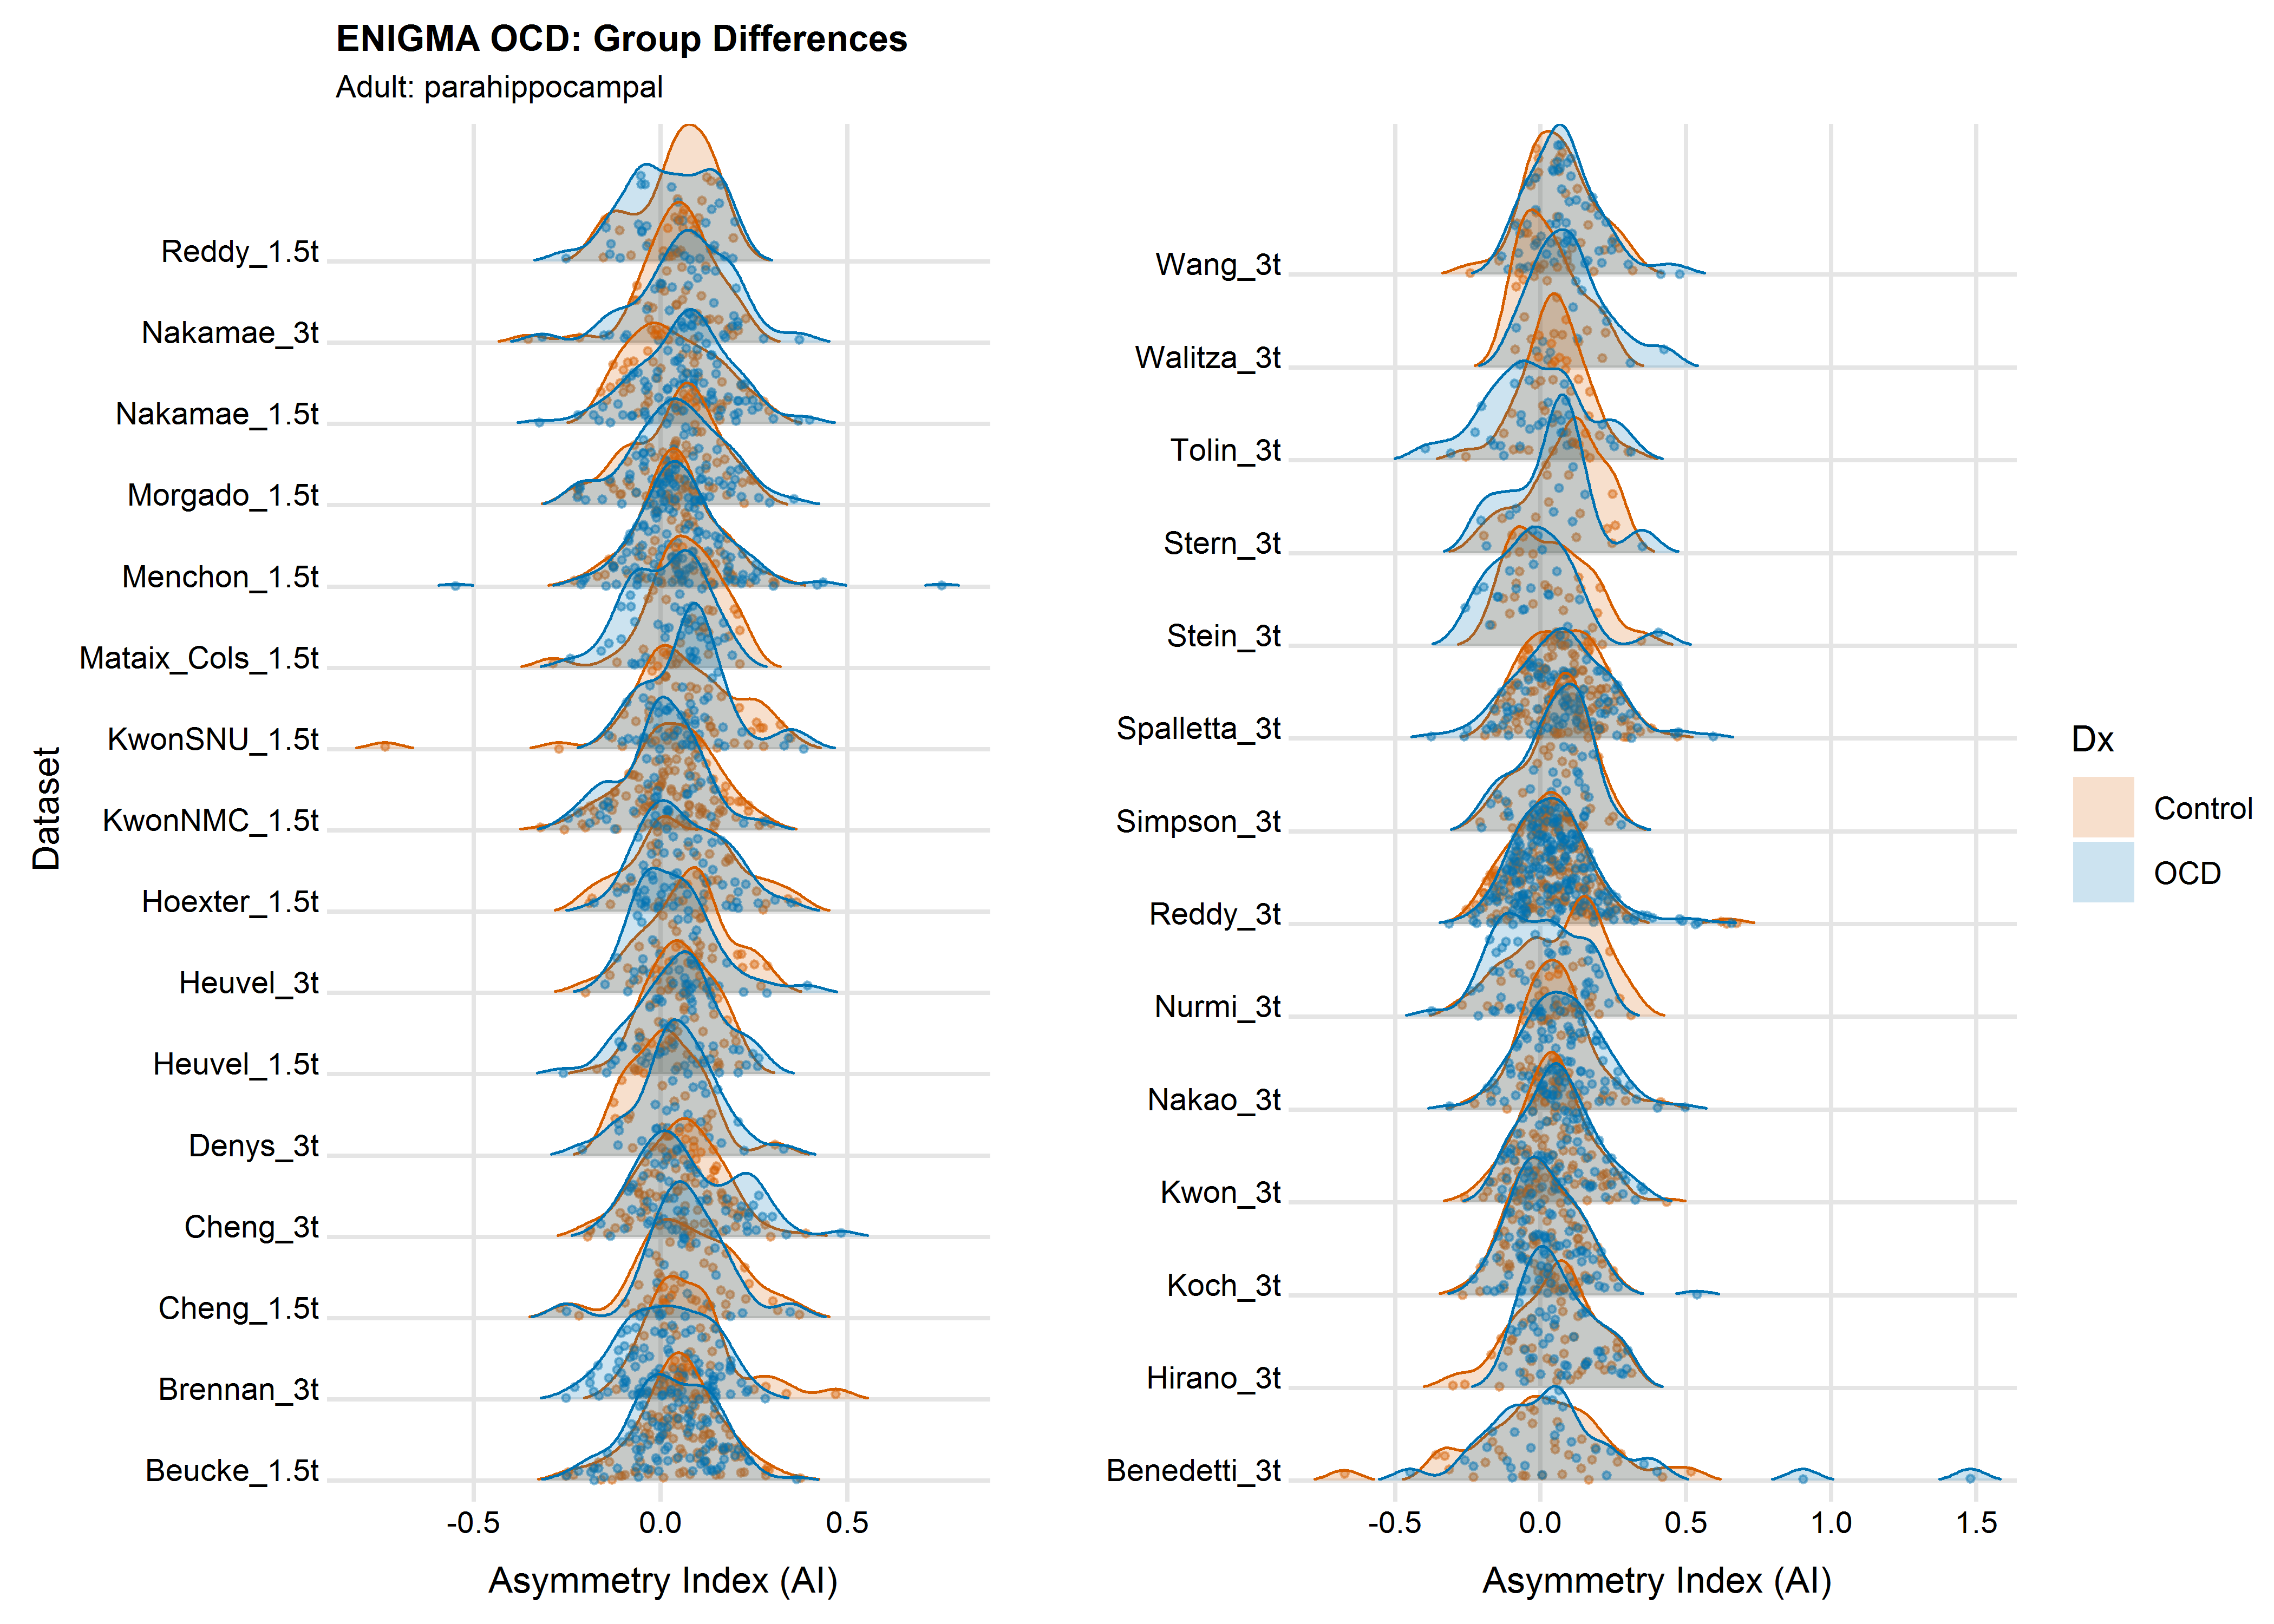 ENIGMA OCD: Group Differences
Adult: parahippocampal
Dataset
Reddy_1.5t
Nakamae_3t
Nakamae_1.5t
Morgado_1.5t
Menchon_1.5t
Mataix_Cols_1.5t
KwonSNU_1.5t
KwonNMC_1.5t
Hoexter_1.5t
Heuvel_3t
Heuvel_1.5t
Denys_3t
Cheng_3t
Cheng_1.5t
Brennan_3t
Beucke_1.5t
-0.5 0.0 0.5
Asymmetry Index (AI)
Wang_3t
Walitza_3t
Tolin_3t
Stern_3t
Stein_3t
Spalletta_3t
Simpson_3t
Reddy_3t
Nurmi_3t
Nakao_3t
Kwon_3t
Koch_3t
Hirano_3t
Benedetti_3t
-0.5 0.0 0.5 1.0 1.5
Asymmetry Index (AI)
Dx
Control
OCD